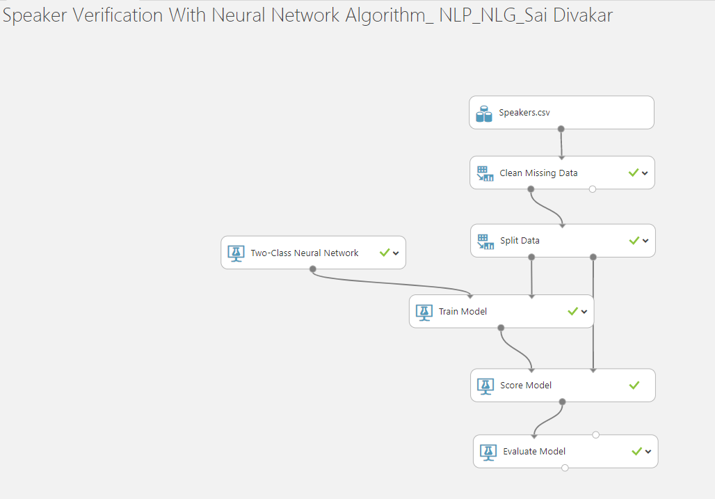 Speaker Verification With Neural Network Algorithm_ NLP_NLG_Sai Divakar
Speakers.csv
Clean Missing Data
Split Data
Two-Class Neural Network
Train Model
Score Model
Evaluate Model